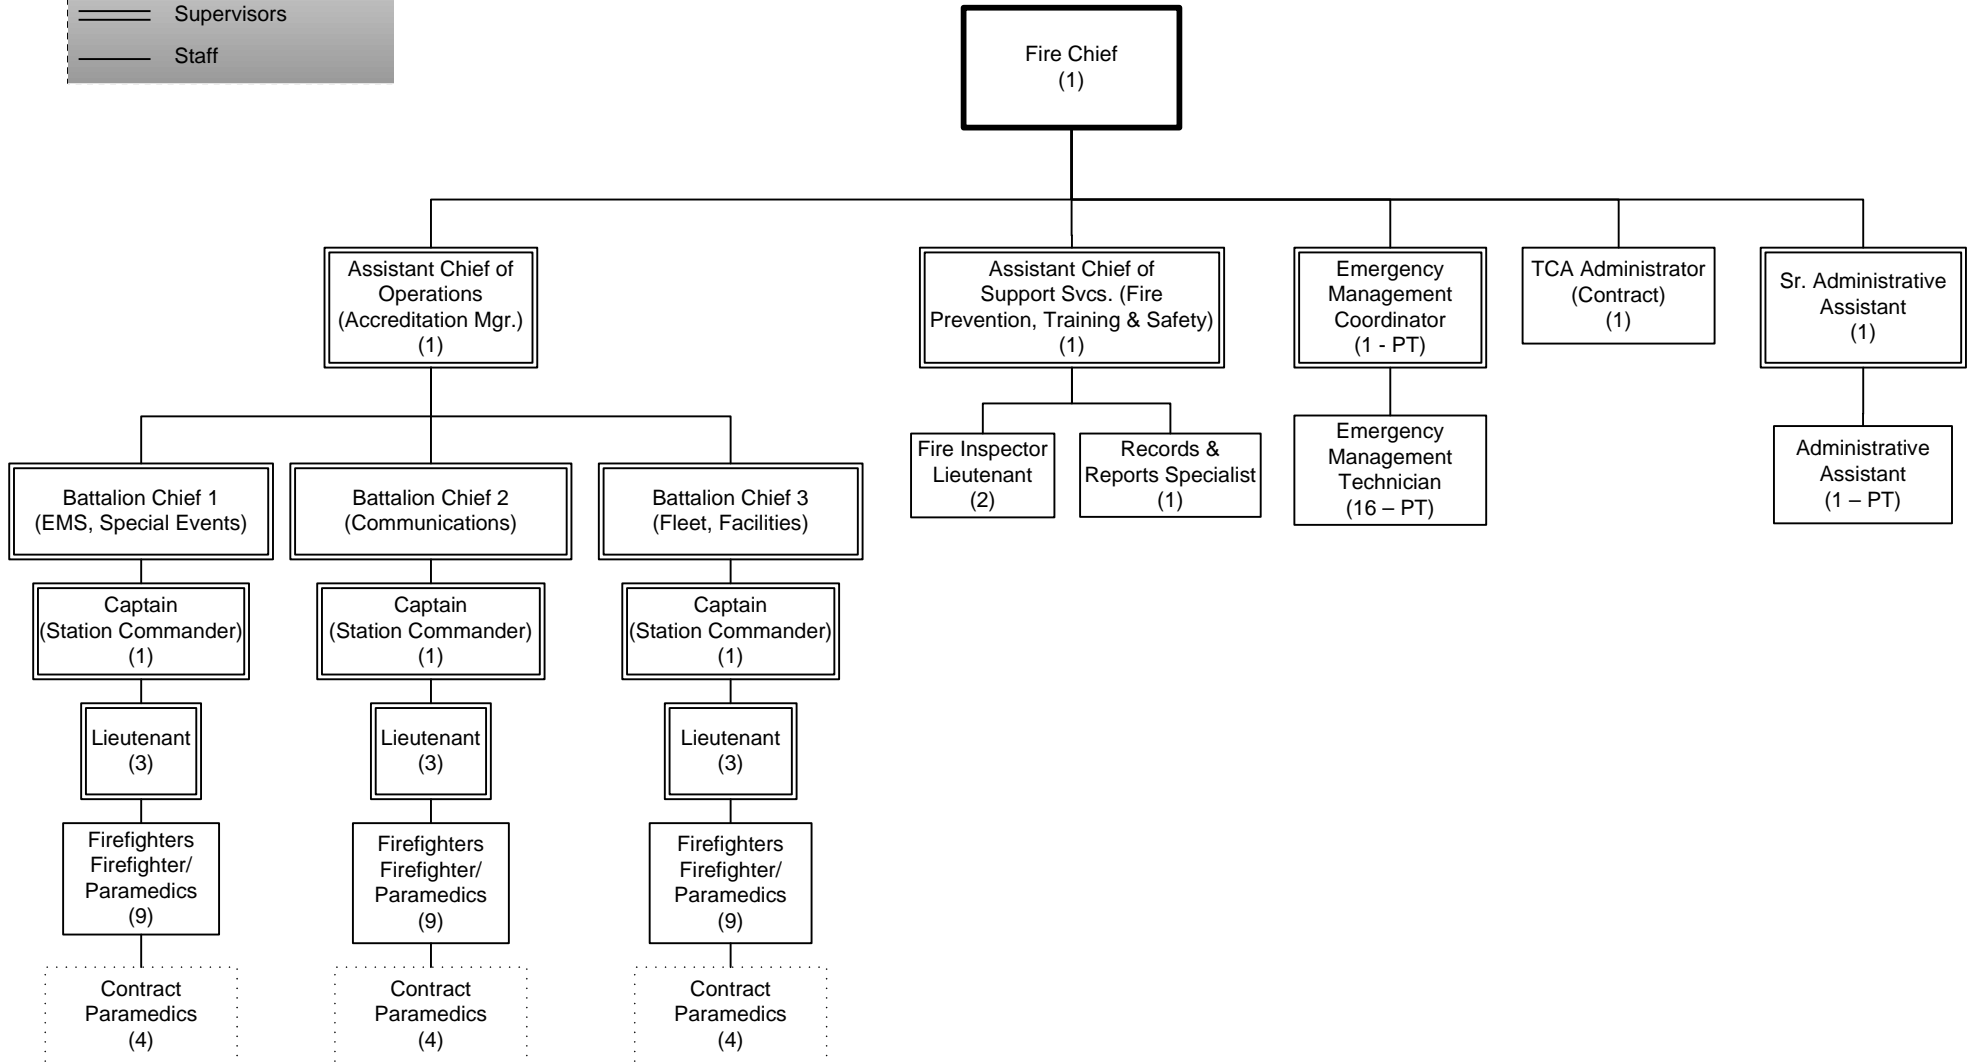 Supervisors
Staff
Fire Chief
(1)
Assistant Chief of
Operations
(Accreditation Mgr.)
(1)
Assistant Chief of
Support Svcs. (Fire
Prevention, Training & Safety)
(1)
Emergency
Management
Coordinator
(1 - PT)
TCA Administrator
(Contract)
(1)
Sr. Administrative
Assistant
(1)
Battalion Chief 1
(EMS, Special Events)
Battalion Chief 2
(Communications)
Battalion Chief 3
(Fleet, Facilities)
Fire Inspector
Lieutenant
(2)
Records &
Reports Specialist
(1)
Emergency
Management
Technician
(16 – PT)
Administrative
Assistant
(1 – PT)
Captain
(Station Commander)
(1)
Captain
(Station Commander)
(1)
Captain
(Station Commander)
(1)
Lieutenant
(3)
Lieutenant
(3)
Lieutenant
(3)
Firefighters
Firefighter/
Paramedics
(9)
Firefighters
Firefighter/
Paramedics
(9)
Firefighters
Firefighter/
Paramedics
(9)
Contract
Paramedics
(4)
Contract
Paramedics
(4)
Contract
Paramedics
(4)